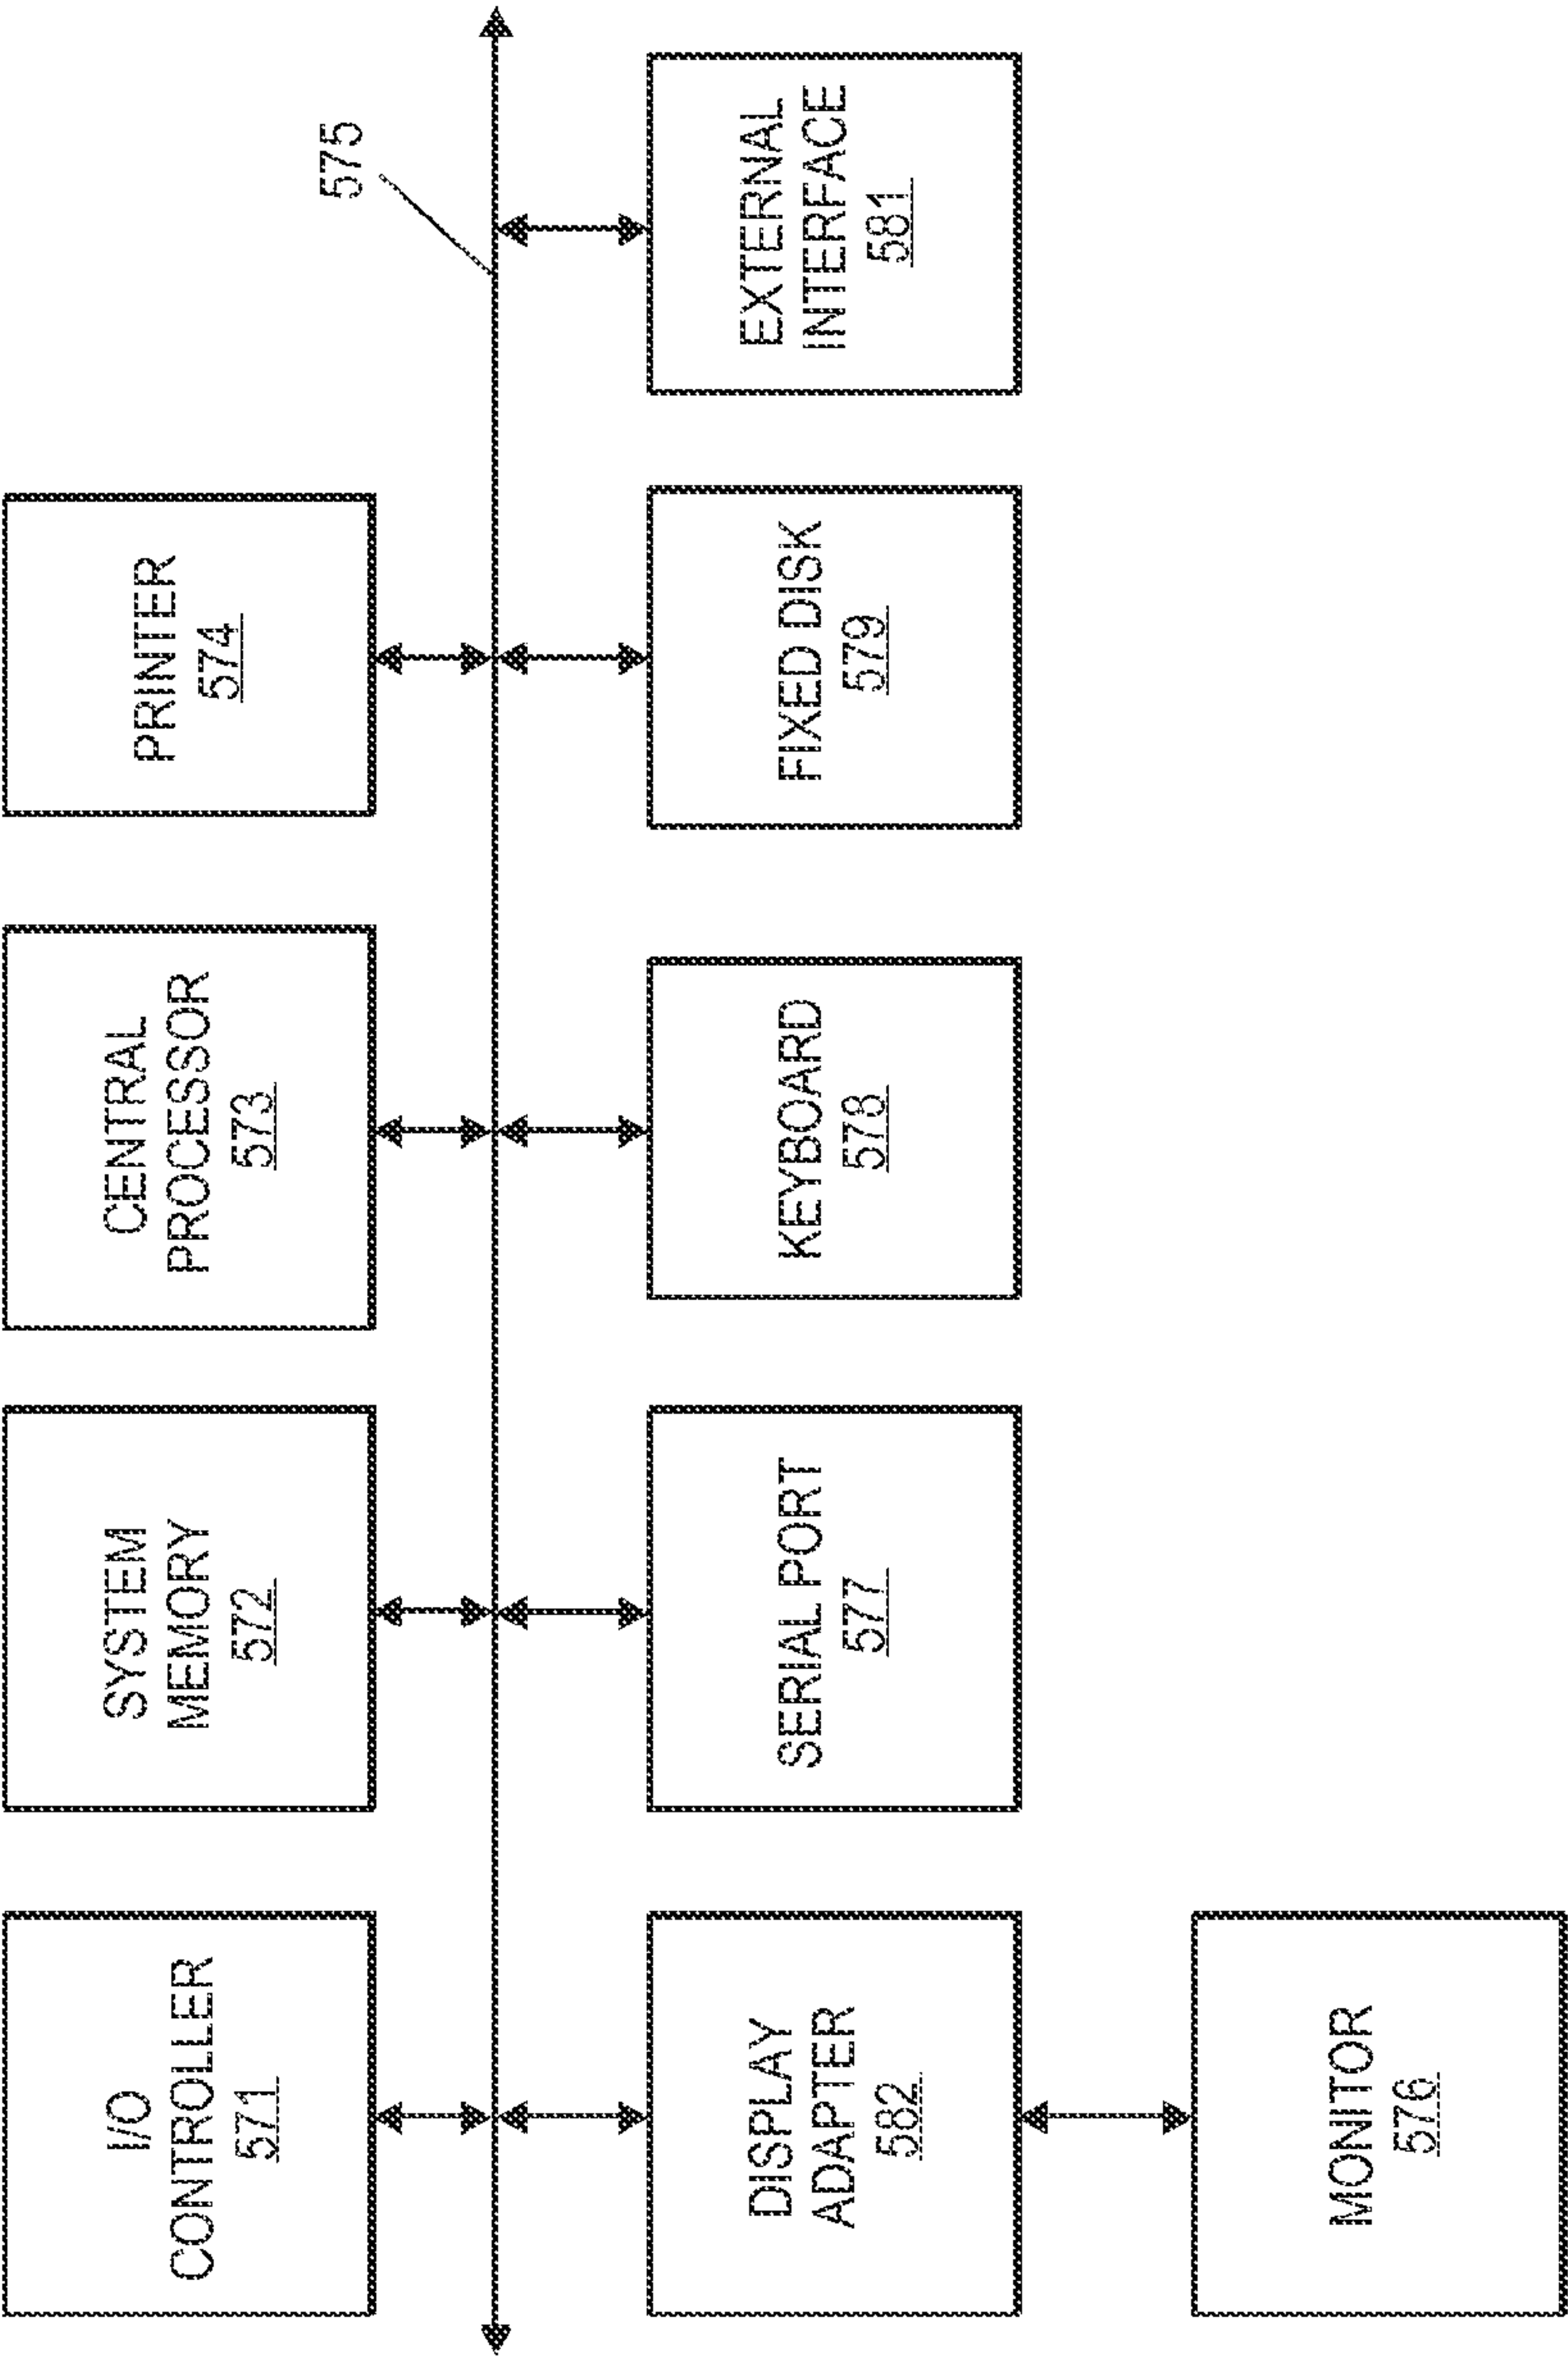 I/O
CONTROLLER
571
SYSTEM
MEMORY
572
CENTRAL
PROCESSOR
573
PRINTER
574
575
DISPLAY
ADAPTER
582
SERIAL PORT
577
KEYBOARD
578
FIXED DISK
579
EXTERNAL
INTERFACE
581
MONITOR
576